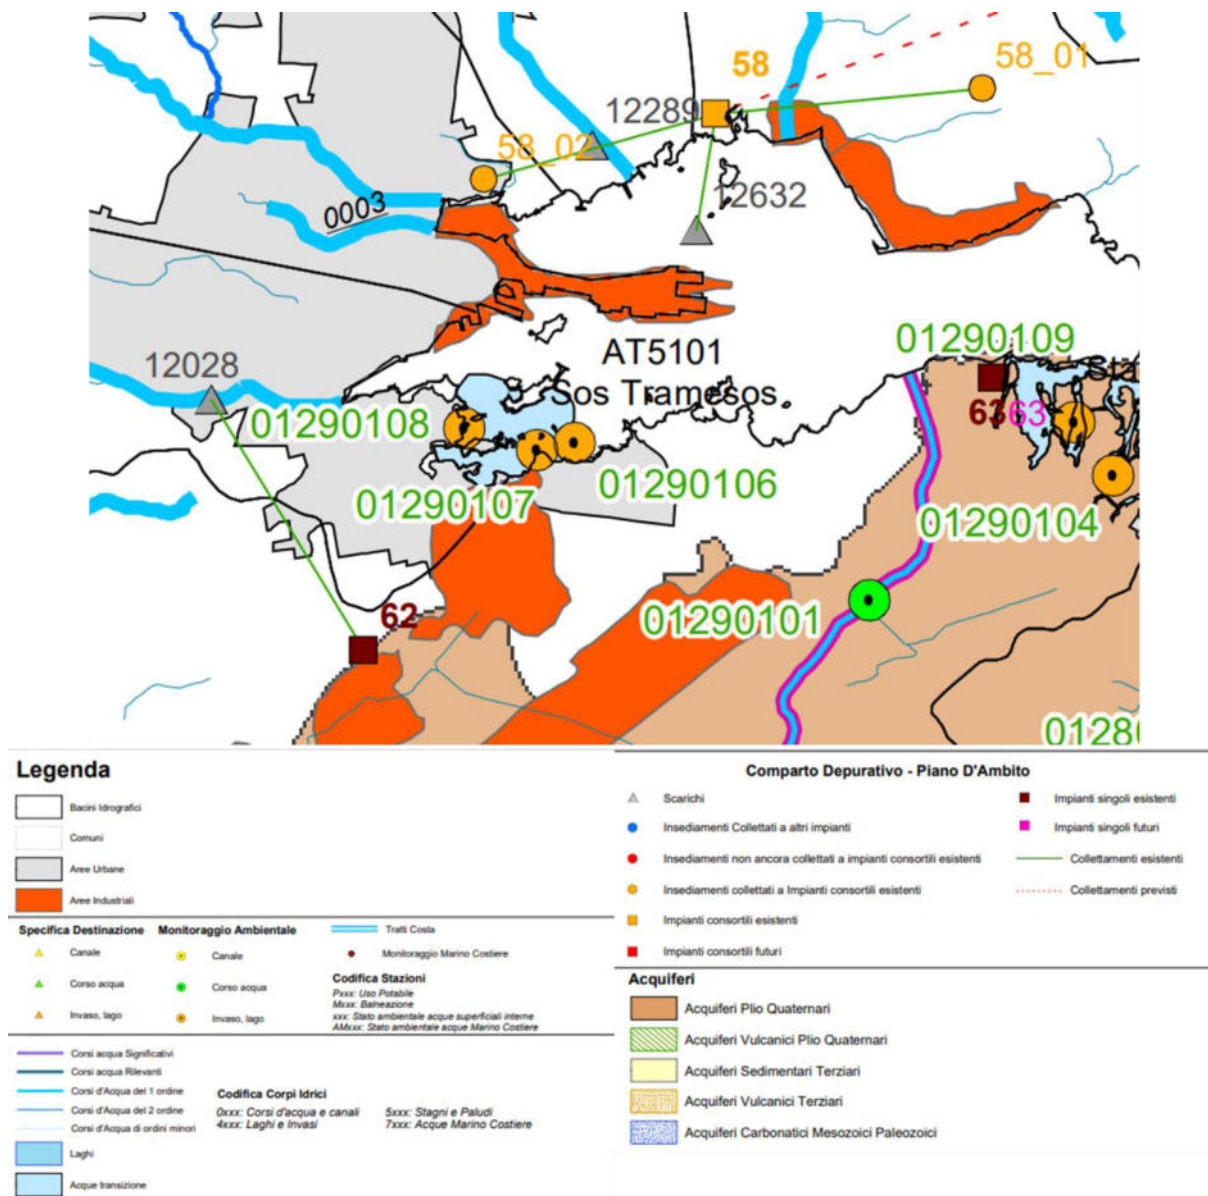 58
58_01
12289
58_02
12632
0003
01290109
AT5101
Sos Tramesos
Sta
12028
6363
01290108
01290106
01290107
01290104
62
01290101
0128
Legenda
Bacini Idrografici
Comuni
Aree Urbane
Aree Industriali
Specifica Destinazione
Canale
Corso acqua
Invaso, lago
Monitoraggio Ambientale
Canale
Corso acqua
Invaso, lago
Tratti Costa
Monitoraggio Marino Costiere
Codifica Stazioni
Pxxx: Uso Potabile
Mxxx: Balneazione
xxx: Stato ambientale acque superficiali interne
AMxxx: Stato ambientale acque Marino Costiere
Corsi acqua Significativi
Corsi acqua Rilevanti
Corsi d'Acqua del 1 ordine
Corsi d'Acqua del 2 ordine
Corsi d'Acqua di ordini minori
Laghi
Acque transizione
Codifica Corpi Idrici
0xxx: Corsi d'acqua e canali
4xxx: Laghi e Invasi
5xxx: Stagni e Paludi
7xxx: Acque Marino Costiere
Comparto Depurativo - Piano D'Ambito
Scarichi
Insediamenti Collettati a altri impianti
Insediamenti non ancora collettati a impianti consortili esistenti
Insediamenti collettati a Impianti consortili esistenti
Impianti consortili esistenti
Impianti consortili futuri
Impianti singoli esistenti
Impianti singoli futuri
Collettamenti esistenti
Collettamenti previsti
Acquiferi
Acquiferi Plio Quaternari
Acquiferi Vulcanici Plio Quaternari
Acquiferi Sedimentari Terziari
Acquiferi Vulcanici Terziari
Acquiferi Carbonatici Mesozoici Paleozoici